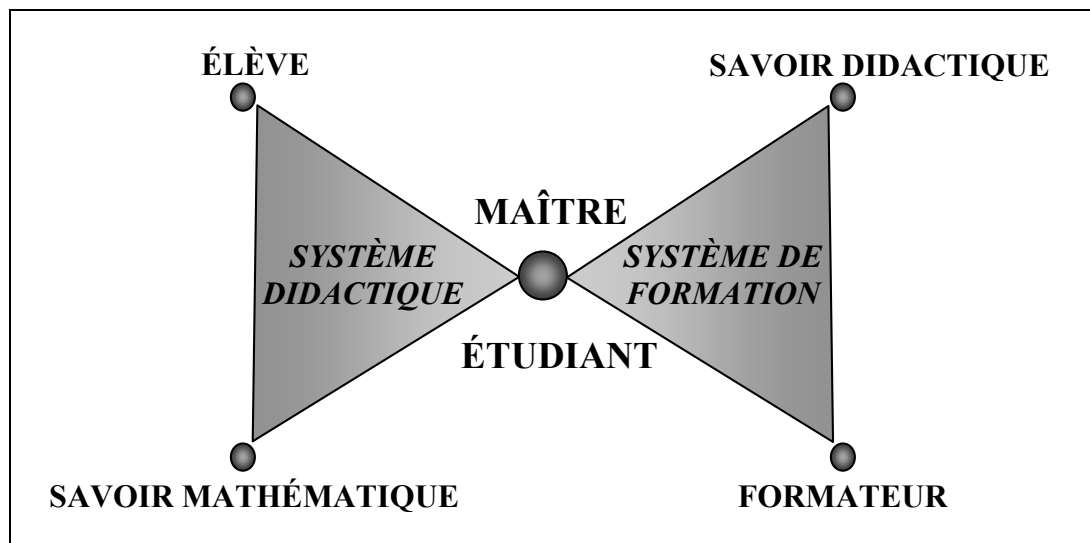 ÉLÈVE
SAVOIR DIDACTIQUE
MAÎTRE
SYSTÈME
DIDACTIQUE
SYSTÈME DE
FORMATION
ÉTUDIANT
SAVOIR MATHÉMATIQUE
FORMATEUR